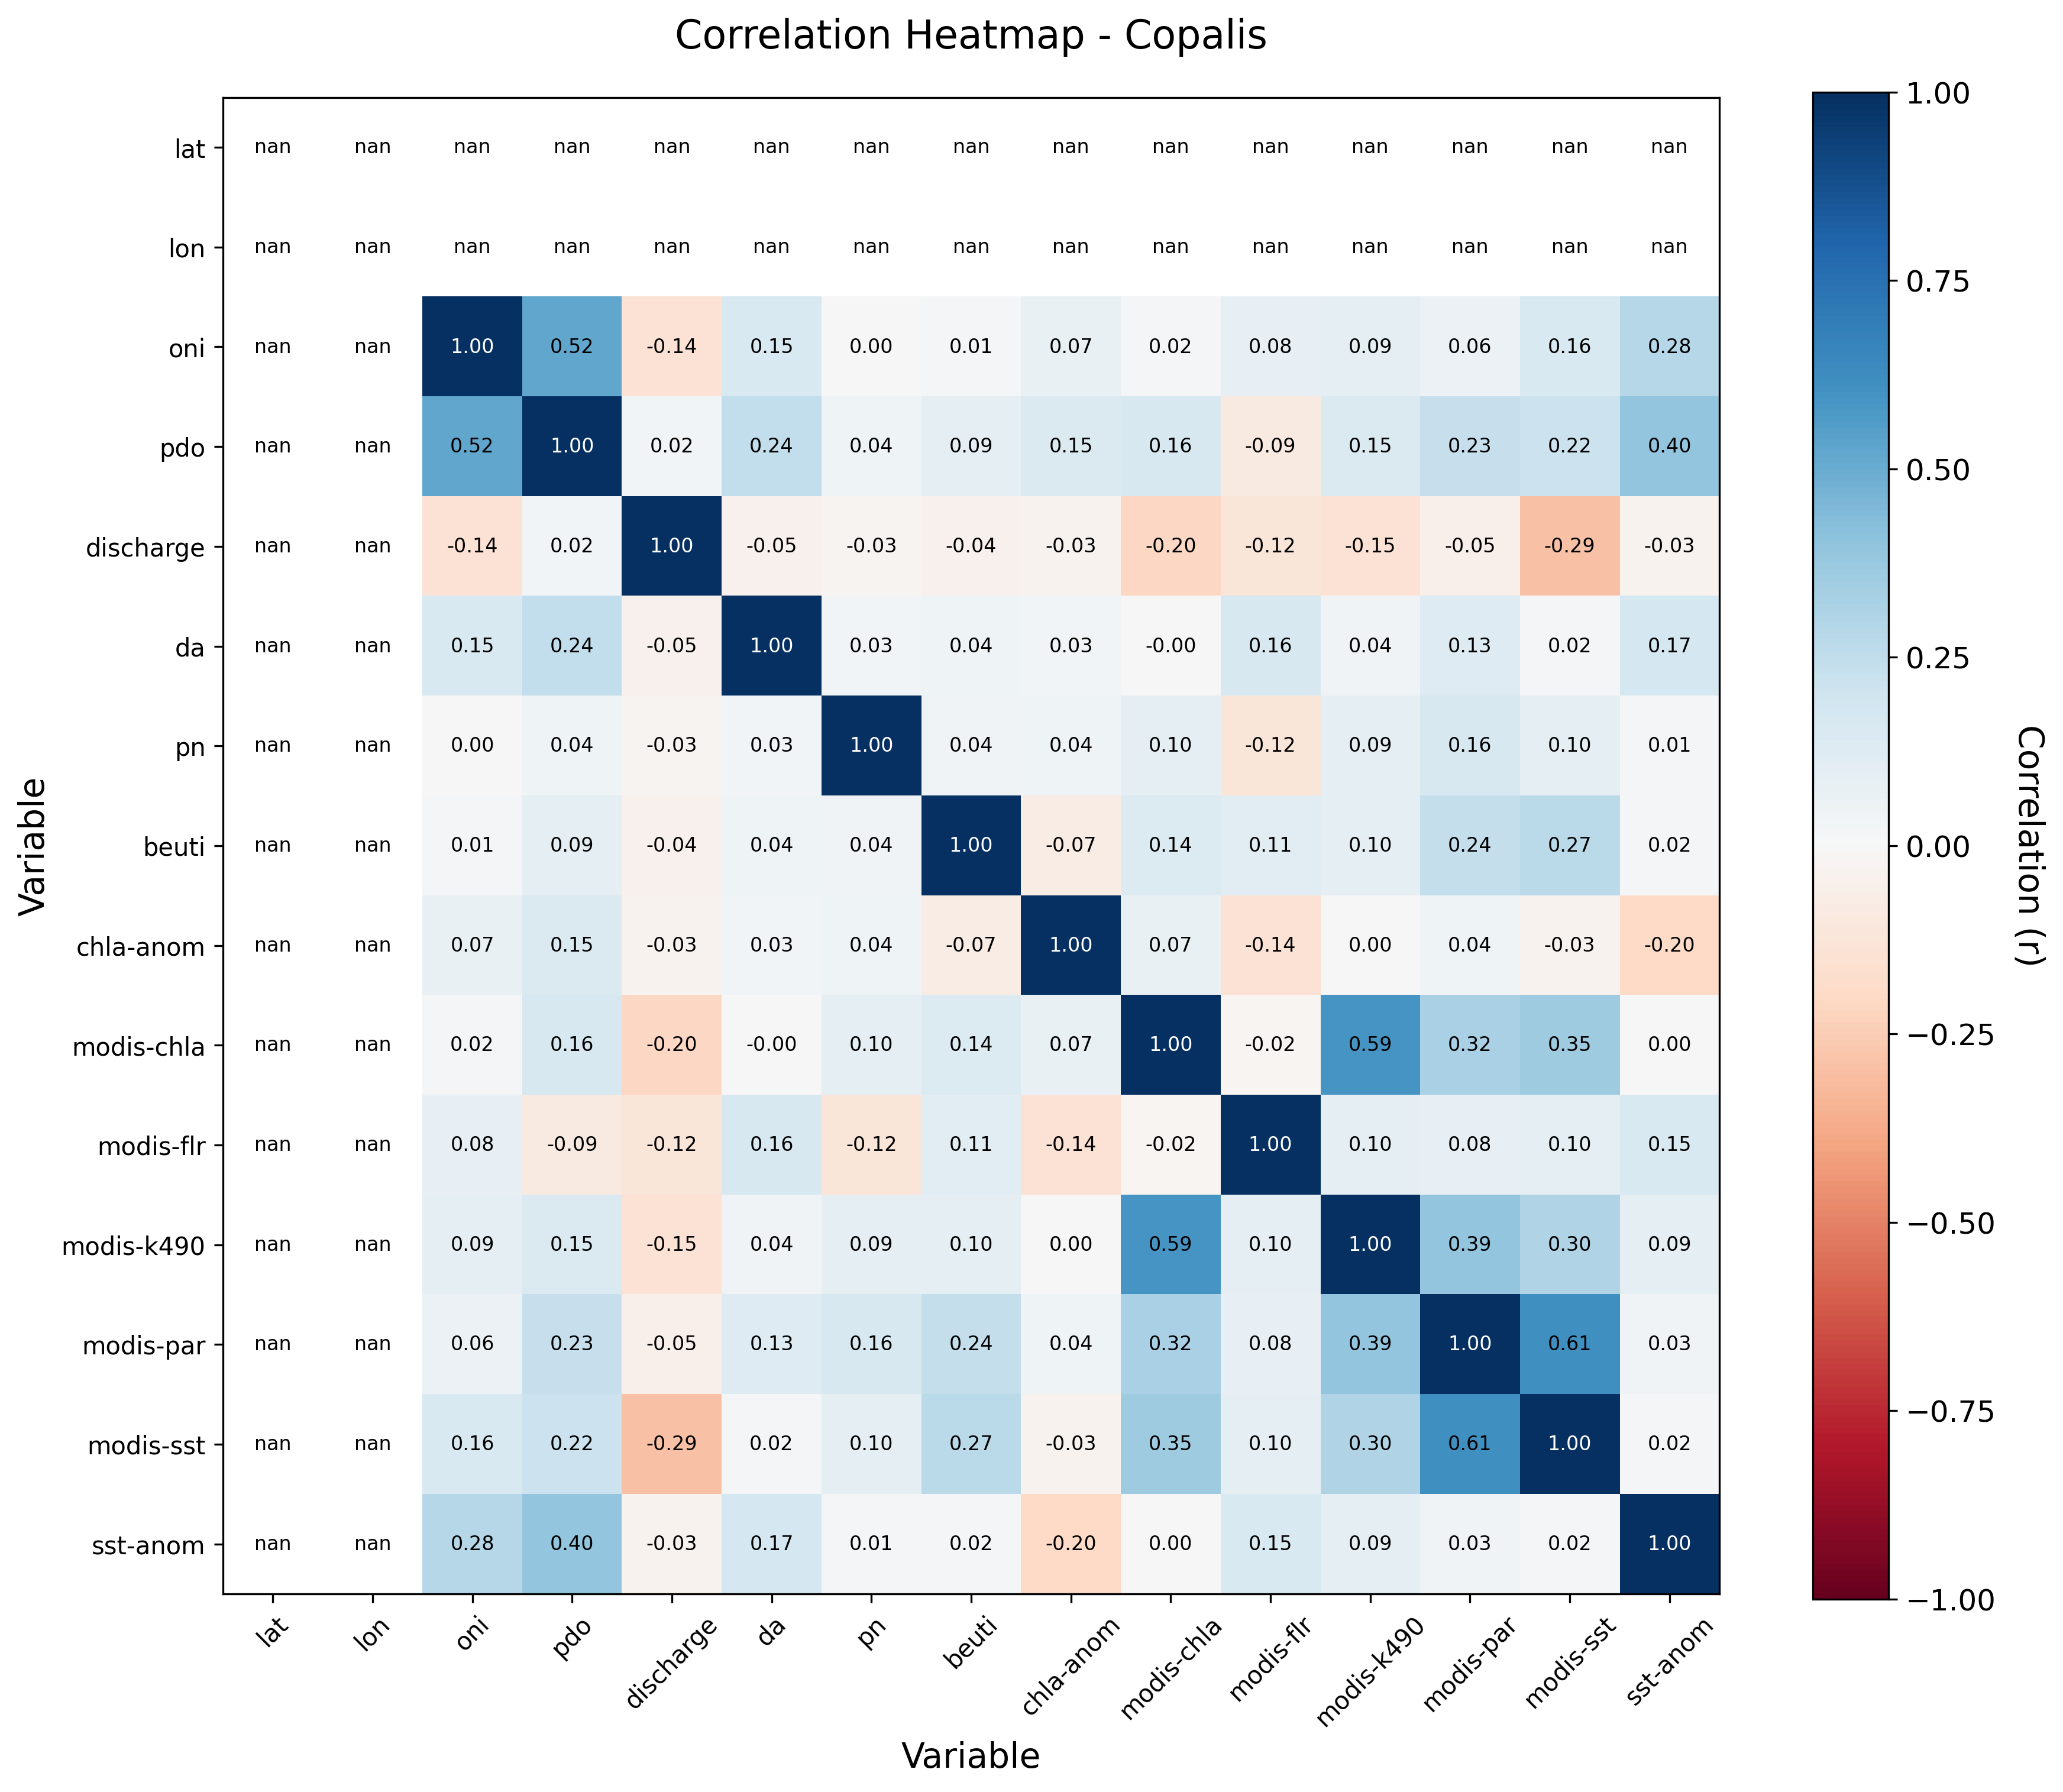 Correlation Heatmap - Copalis
lat nan nan nan nan nan nan nan nan nan nan nan nan nan nan nan
lon nan nan nan nan nan nan nan nan nan nan nan nan nan nan nan
oni nan nan 1.00 0.52 -0.14 0.15 0.00 0.01 0.07 0.02 0.08 0.09 0.06 0.16 0.28
pdo nan nan 0.52 1.00 0.02 0.24 0.04 0.09 0.15 0.16 -0.09 0.15 0.23 0.22 0.40
discharge nan nan -0.14 0.02 1.00 -0.05 -0.03 -0.04 -0.03 -0.20 -0.12 -0.15 -0.05 -0.29 -0.03
da nan nan 0.15 0.24 -0.05 1.00 0.03 0.04 0.03 -0.00 0.16 0.04 0.13 0.02 0.17
pn nan nan 0.00 0.04 -0.03 0.03 1.00 0.04 0.04 0.10 -0.12 0.09 0.16 0.10 0.01
beuti nan nan 0.01 0.09 -0.04 0.04 0.04 1.00 -0.07 0.14 0.11 0.10 0.24 0.27 0.02
chla-anom nan nan 0.07 0.15 -0.03 0.03 0.04 -0.07 1.00 0.07 -0.14 0.00 0.04 -0.03 -0.20
modis-chla nan nan 0.02 0.16 -0.20 -0.00 0.10 0.14 0.07 1.00 -0.02 0.59 0.32 0.35 0.00
modis-flr nan nan 0.08 -0.09 -0.12 0.16 -0.12 0.11 -0.14 -0.02 1.00 0.10 0.08 0.10 0.15
modis-k490 nan nan 0.09 0.15 -0.15 0.04 0.09 0.10 0.00 0.59 0.10 1.00 0.39 0.30 0.09
modis-par nan nan 0.06 0.23 -0.05 0.13 0.16 0.24 0.04 0.32 0.08 0.39 1.00 0.61 0.03
modis-sst nan nan 0.16 0.22 -0.29 0.02 0.10 0.27 -0.03 0.35 0.10 0.30 0.61 1.00 0.02
sst-anom nan nan 0.28 0.40 -0.03 0.17 0.01 0.02 -0.20 0.00 0.15 0.09 0.03 0.02 1.00
lat lon oni pdo discharge da pn beuti chla-anom modis-chla modis-flr modis-k490 modis-par modis-sst sst-anom
Variable
Variable
1.00
0.75
0.50
0.25
0.00
−0.25
−0.50
−0.75
−1.00
Correlation (r)